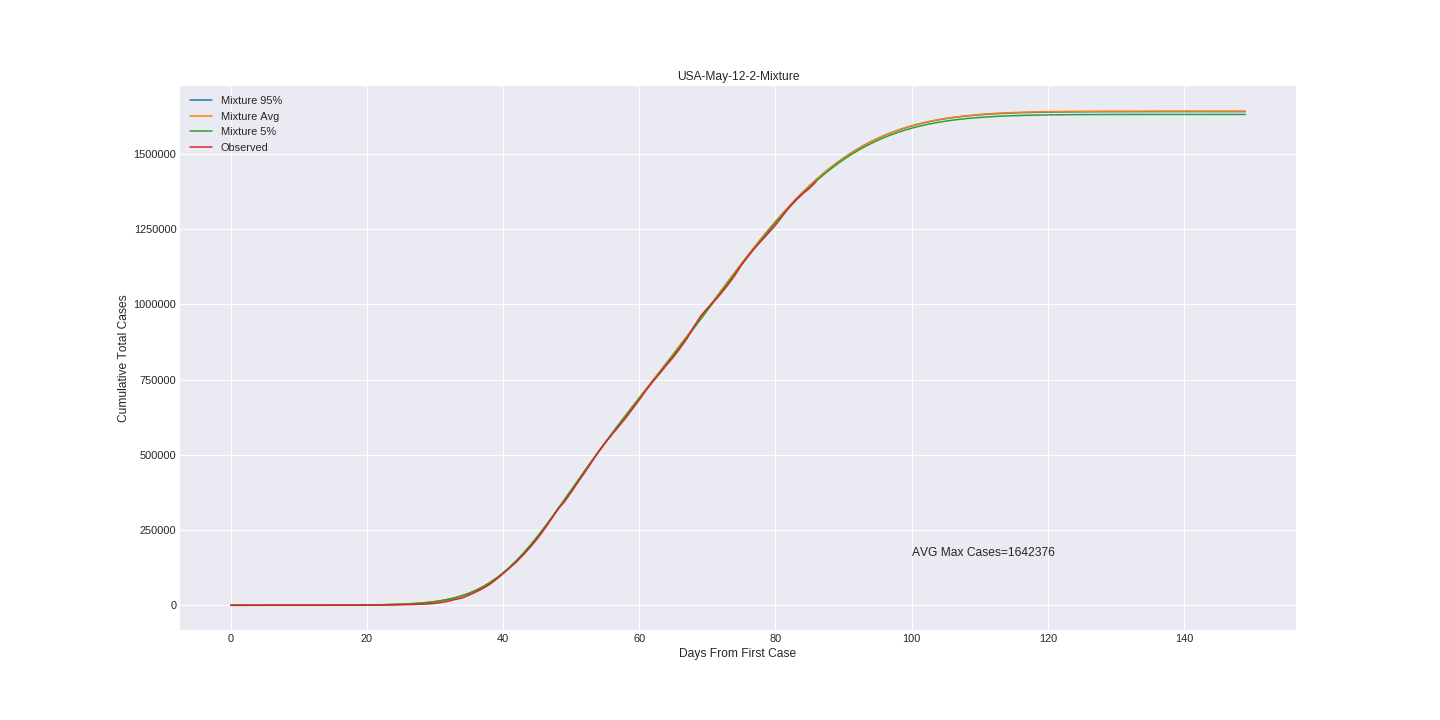 USA-May-12-2-Mixture
Mixture 95%
Mixture Avg
Mixture 5%
Observed
1500000
1250000
1000000
750000
500000
250000
0
Cumulative Total Cases
AVG Max Cases=1642376
0 20 40 60 80 100 120 140
Days From First Case